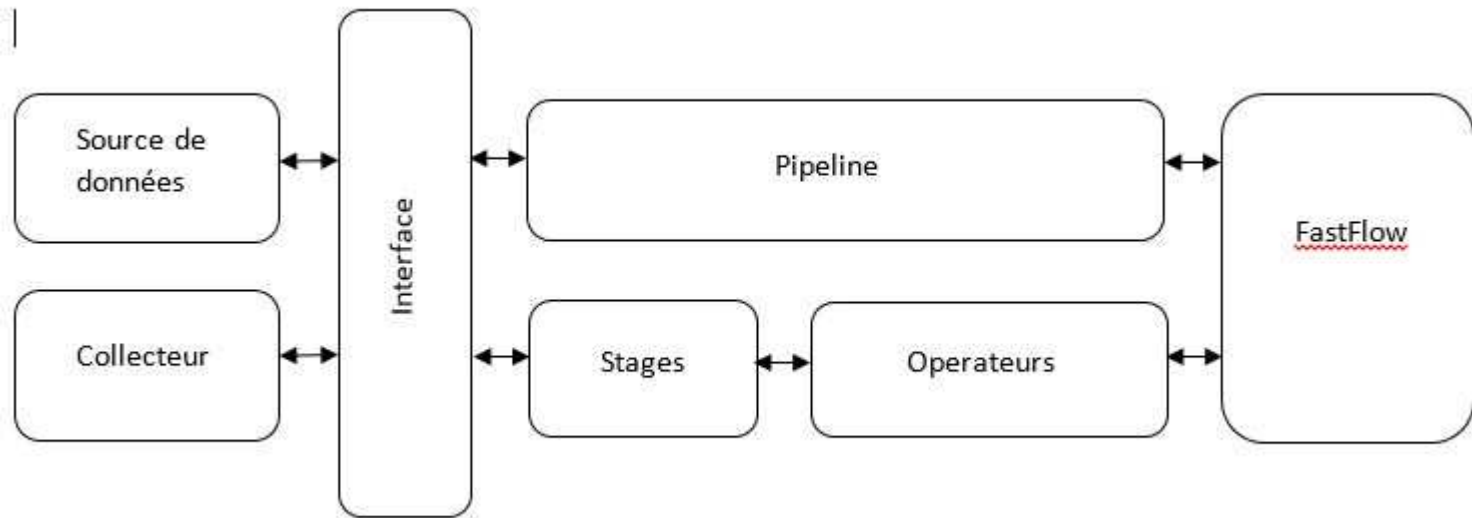 Source de
données
Interface
Pipeline
FastFlow
Collecteur
Stages
Operateurs